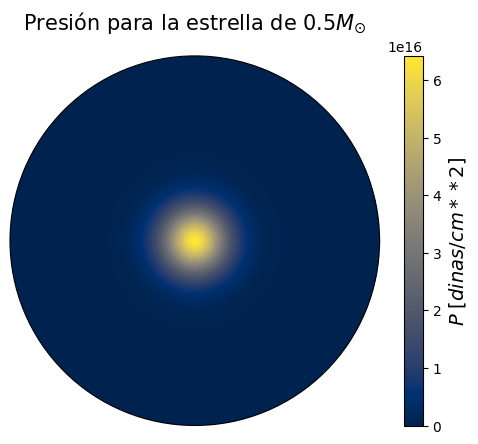 Presión para la estrella de 0.5M⊙
1e16
6
5
4
3
2
1
0
P [dinas/cm * *2]